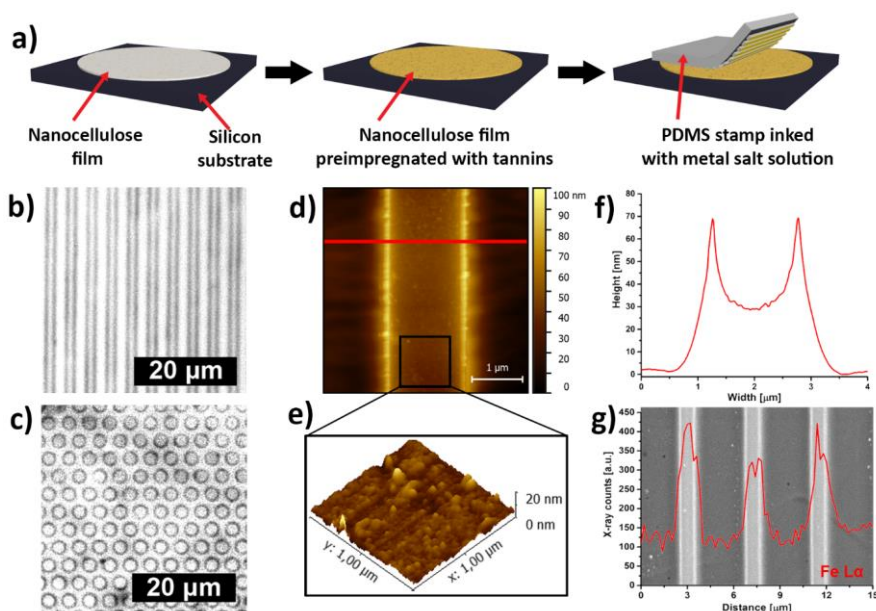 a)
Nanocellulose
film
Silicon
substrate
Nanocellulose film
preimpregnated with tannins
PDMS stamp inked
with metal salt solution
b)
20 µm
c)
20 µm
d)
100 nm
90
80
70
60
50
40
30
20
10
0
1 µm
e)
20 nm
0 nm
y: 1,00 µm
x: 1,00 µm
f)
Height [nm]
80
70
60
50
40
30
20
10
0
0 1 2 3 4
Width [µm]
g)
X-ray counts [a.u.]
450
400
350
300
250
200
150
100
50
0
Fe Lα
0 3 6 9 12 15
Distance [µm]